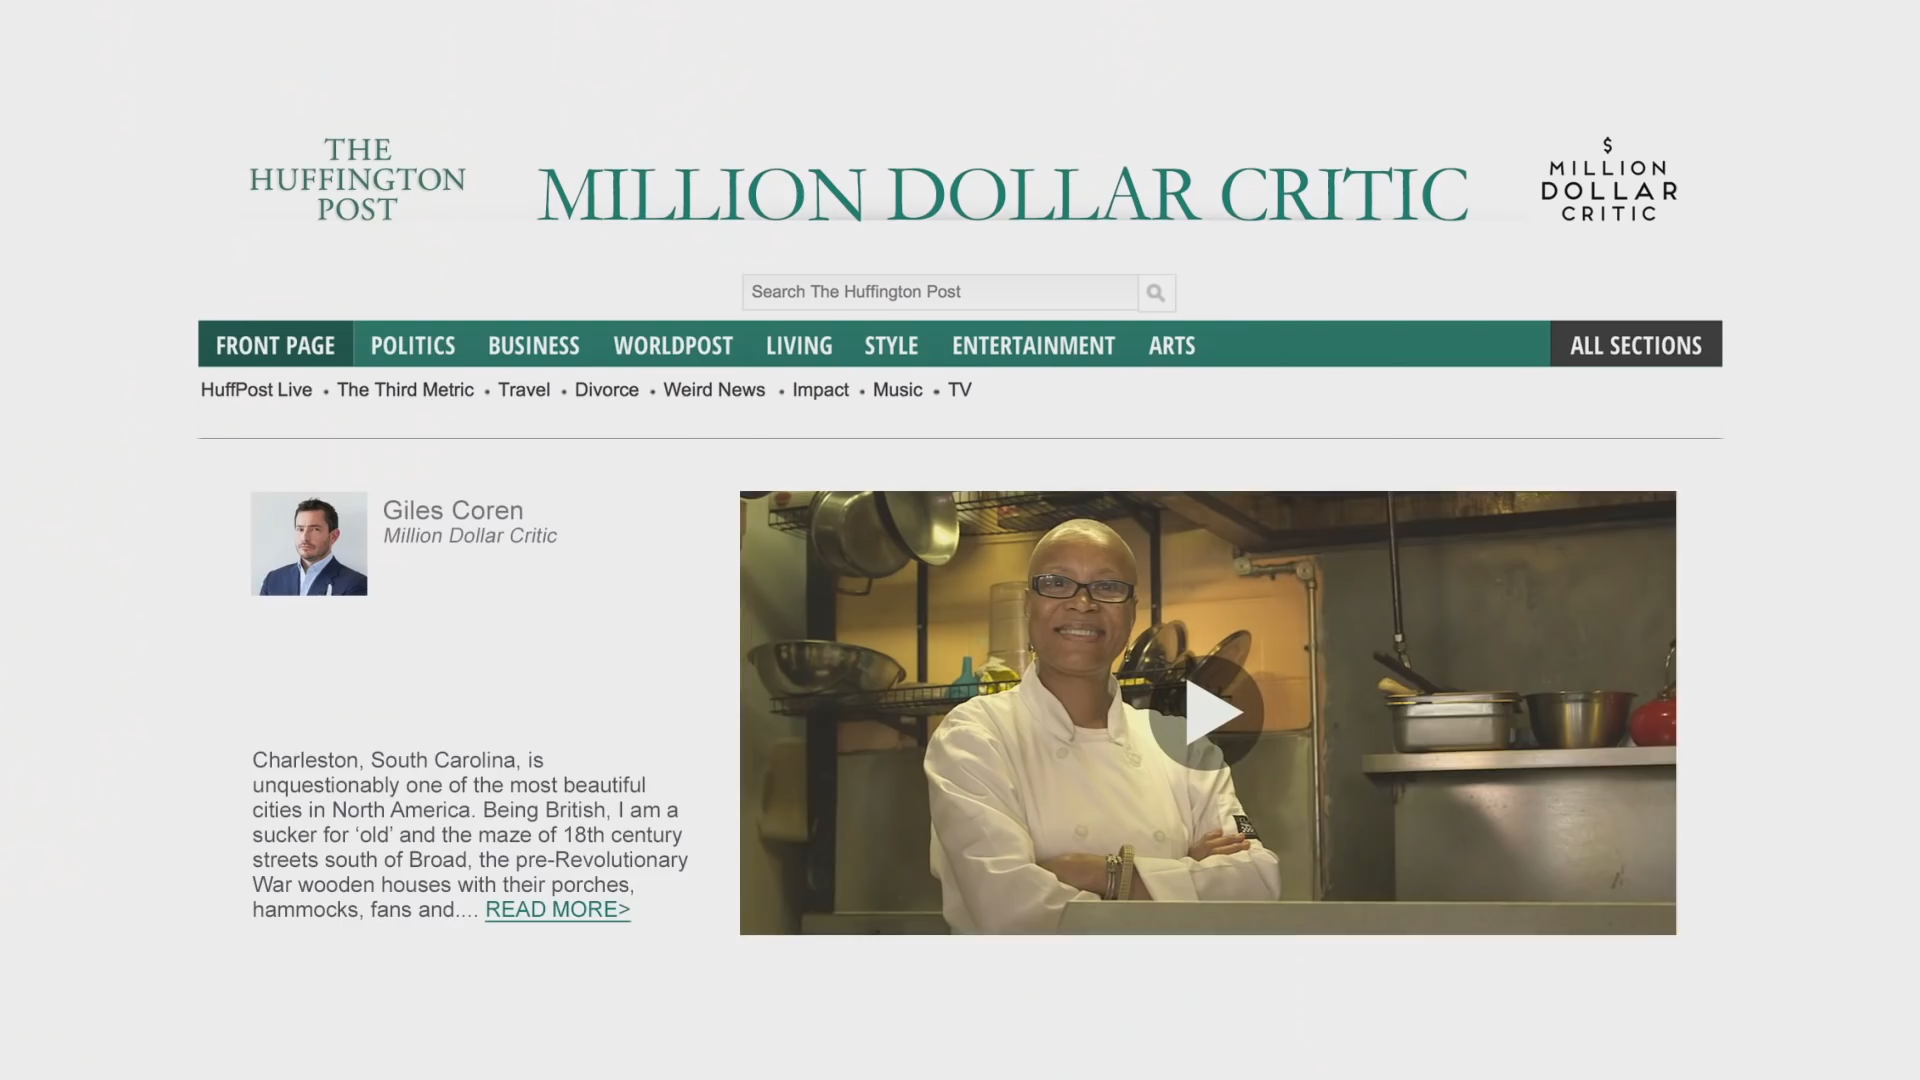 THE
HUFFINGTON
POST
MILLION DOLLAR CRITIC
$
MILLION
DOLLAR
CRITIC
Search The Huffington Post
FRONT PAGE POLITICS BUSINESS WORLDPOST LIVING STYLE ENTERTAINMENT ARTS ALL SECTIONS
HuffPost Live • The Third Metric • Travel • Divorce • Weird News • Impact • Music • TV
Giles Coren
Million Dollar Critic
Charleston, South Carolina, is
unquestionably one of the most beautiful
cities in North America. Being British, I am a
sucker for ‘old’ and the maze of 18th century
streets south of Broad, the pre-Revolutionary
War wooden houses with their porches,
hammocks, fans and.... READ MORE>